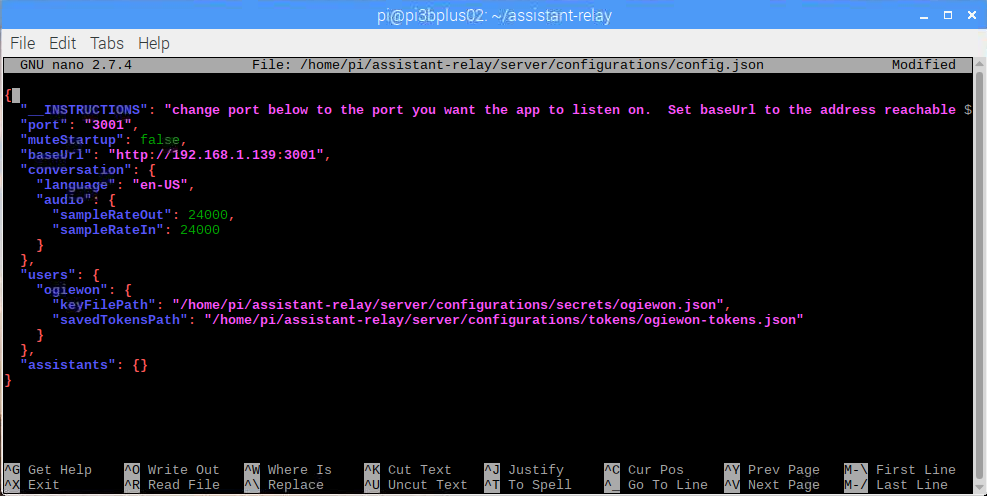 pi@pi3bplus02: ~/assistant-relay
File Edit Tabs Help
GNU nano 2.7.4 File: /home/pi/assistant-relay/server/configurations/config.json Modified
{
"__INSTRUCTIONS": "change port below to the port you want the app to listen on.  Set baseUrl to the address reachable $
"port": "3001",
"muteStartup": false,
"baseUrl": "http://192.168.1.139:3001",
"conversation": {
"language": "en-US",
"audio": {
"sampleRateOut": 24000,
"sampleRateIn": 24000
}
},
"users": {
"ogiewon": {
"keyFilePath": "/home/pi/assistant-relay/server/configurations/secrets/ogiewon.json",
"savedTokensPath": "/home/pi/assistant-relay/server/configurations/tokens/ogiewon-tokens.json"
}
},
"assistants": {}
}
^G Get Help ^O Write Out ^W Where Is ^K Cut Text ^J Justify ^C Cur Pos ^Y Prev Page M-\ First Line
^X Exit ^R Read File ^\ Replace ^U Uncut Text ^T To Spell ^_ Go To Line ^V Next Page M-/ Last Line